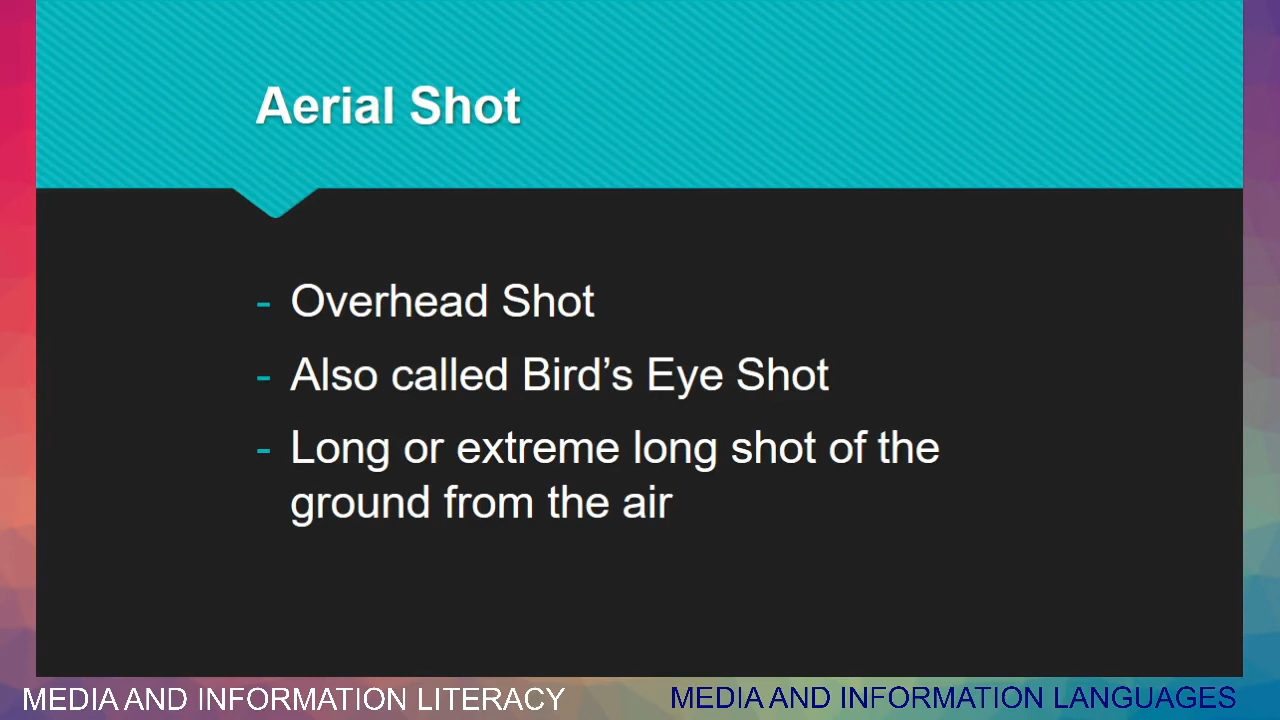 Aerial Shot
- Overhead Shot
- Also called Bird’s Eye Shot
- Long or extreme long shot of the
ground from the air
MEDIA AND INFORMATION LITERACY
MEDIA AND INFORMATION LANGUAGES